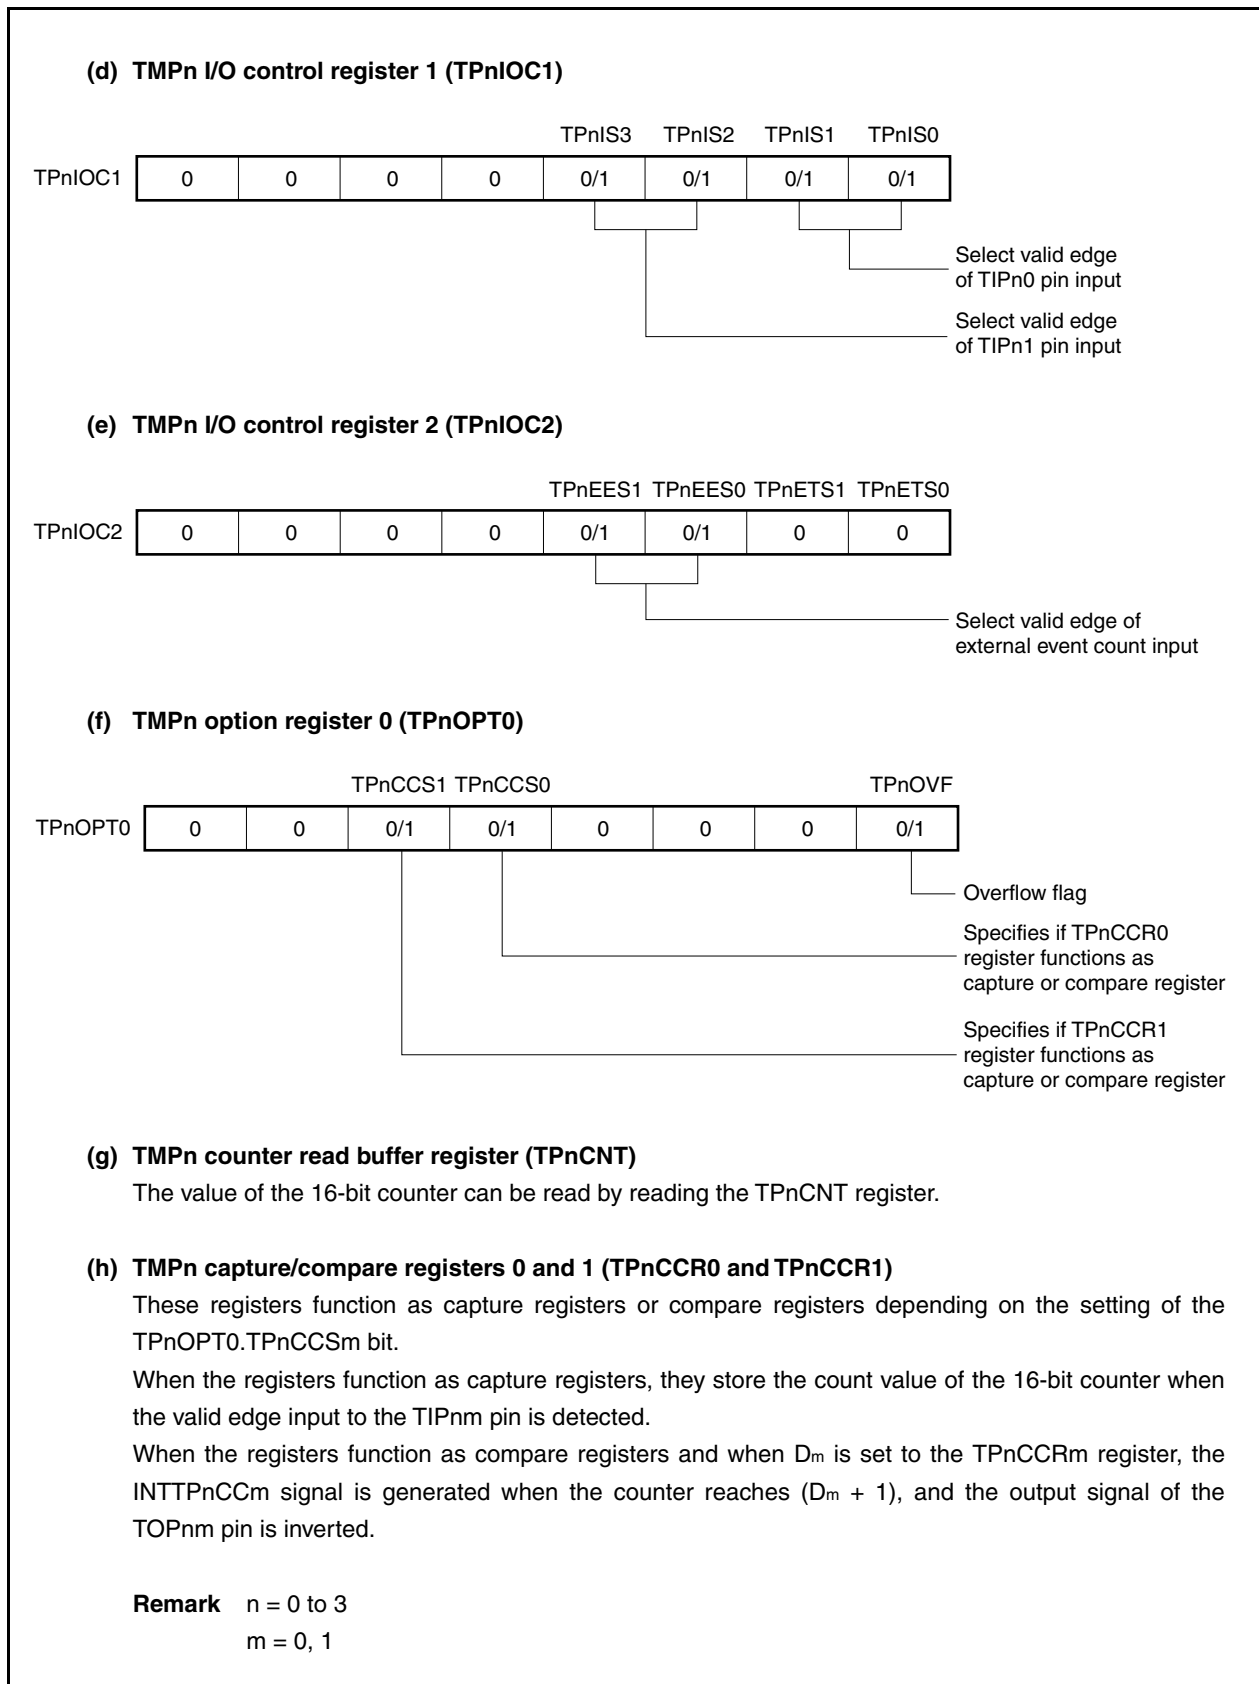 (d) TMPn I/O control register 1 (TPnIOC1)
TPnIS3 TPnIS2 TPnIS1 TPnIS0
TPnIOC1 0 0 0 0 0/1 0/1 0/1 0/1
Select valid edge
of TIPn0 pin input
Select valid edge
of TIPn1 pin input
(e) TMPn I/O control register 2 (TPnIOC2)
TPnEES1 TPnEES0 TPnETS1 TPnETS0
TPnIOC2 0 0 0 0 0/1 0/1 0 0
Select valid edge of
external event count input
(f) TMPn option register 0 (TPnOPT0)
TPnCCS1 TPnCCS0 TPnOVF
TPnOPT0 0 0 0/1 0/1 0 0 0 0/1
Overflow flag
Specifies if TPnCCR0
register functions as
capture or compare register
Specifies if TPnCCR1
register functions as
capture or compare register
(g) TMPn counter read buffer register (TPnCNT)
The value of the 16-bit counter can be read by reading the TPnCNT register.
(h) TMPn capture/compare registers 0 and 1 (TPnCCR0 and TPnCCR1)
These registers function as capture registers or compare registers depending on the setting of the
TPnOPT0.TPnCCSm bit.
When the registers function as capture registers, they store the count value of the 16-bit counter when
the valid edge input to the TIPnm pin is detected.
When the registers function as compare registers and when Dm is set to the TPnCCRm register, the
INTTPnCCm signal is generated when the counter reaches (Dm + 1), and the output signal of the
TOPnm pin is inverted.
Remark n = 0 to 3
m = 0, 1